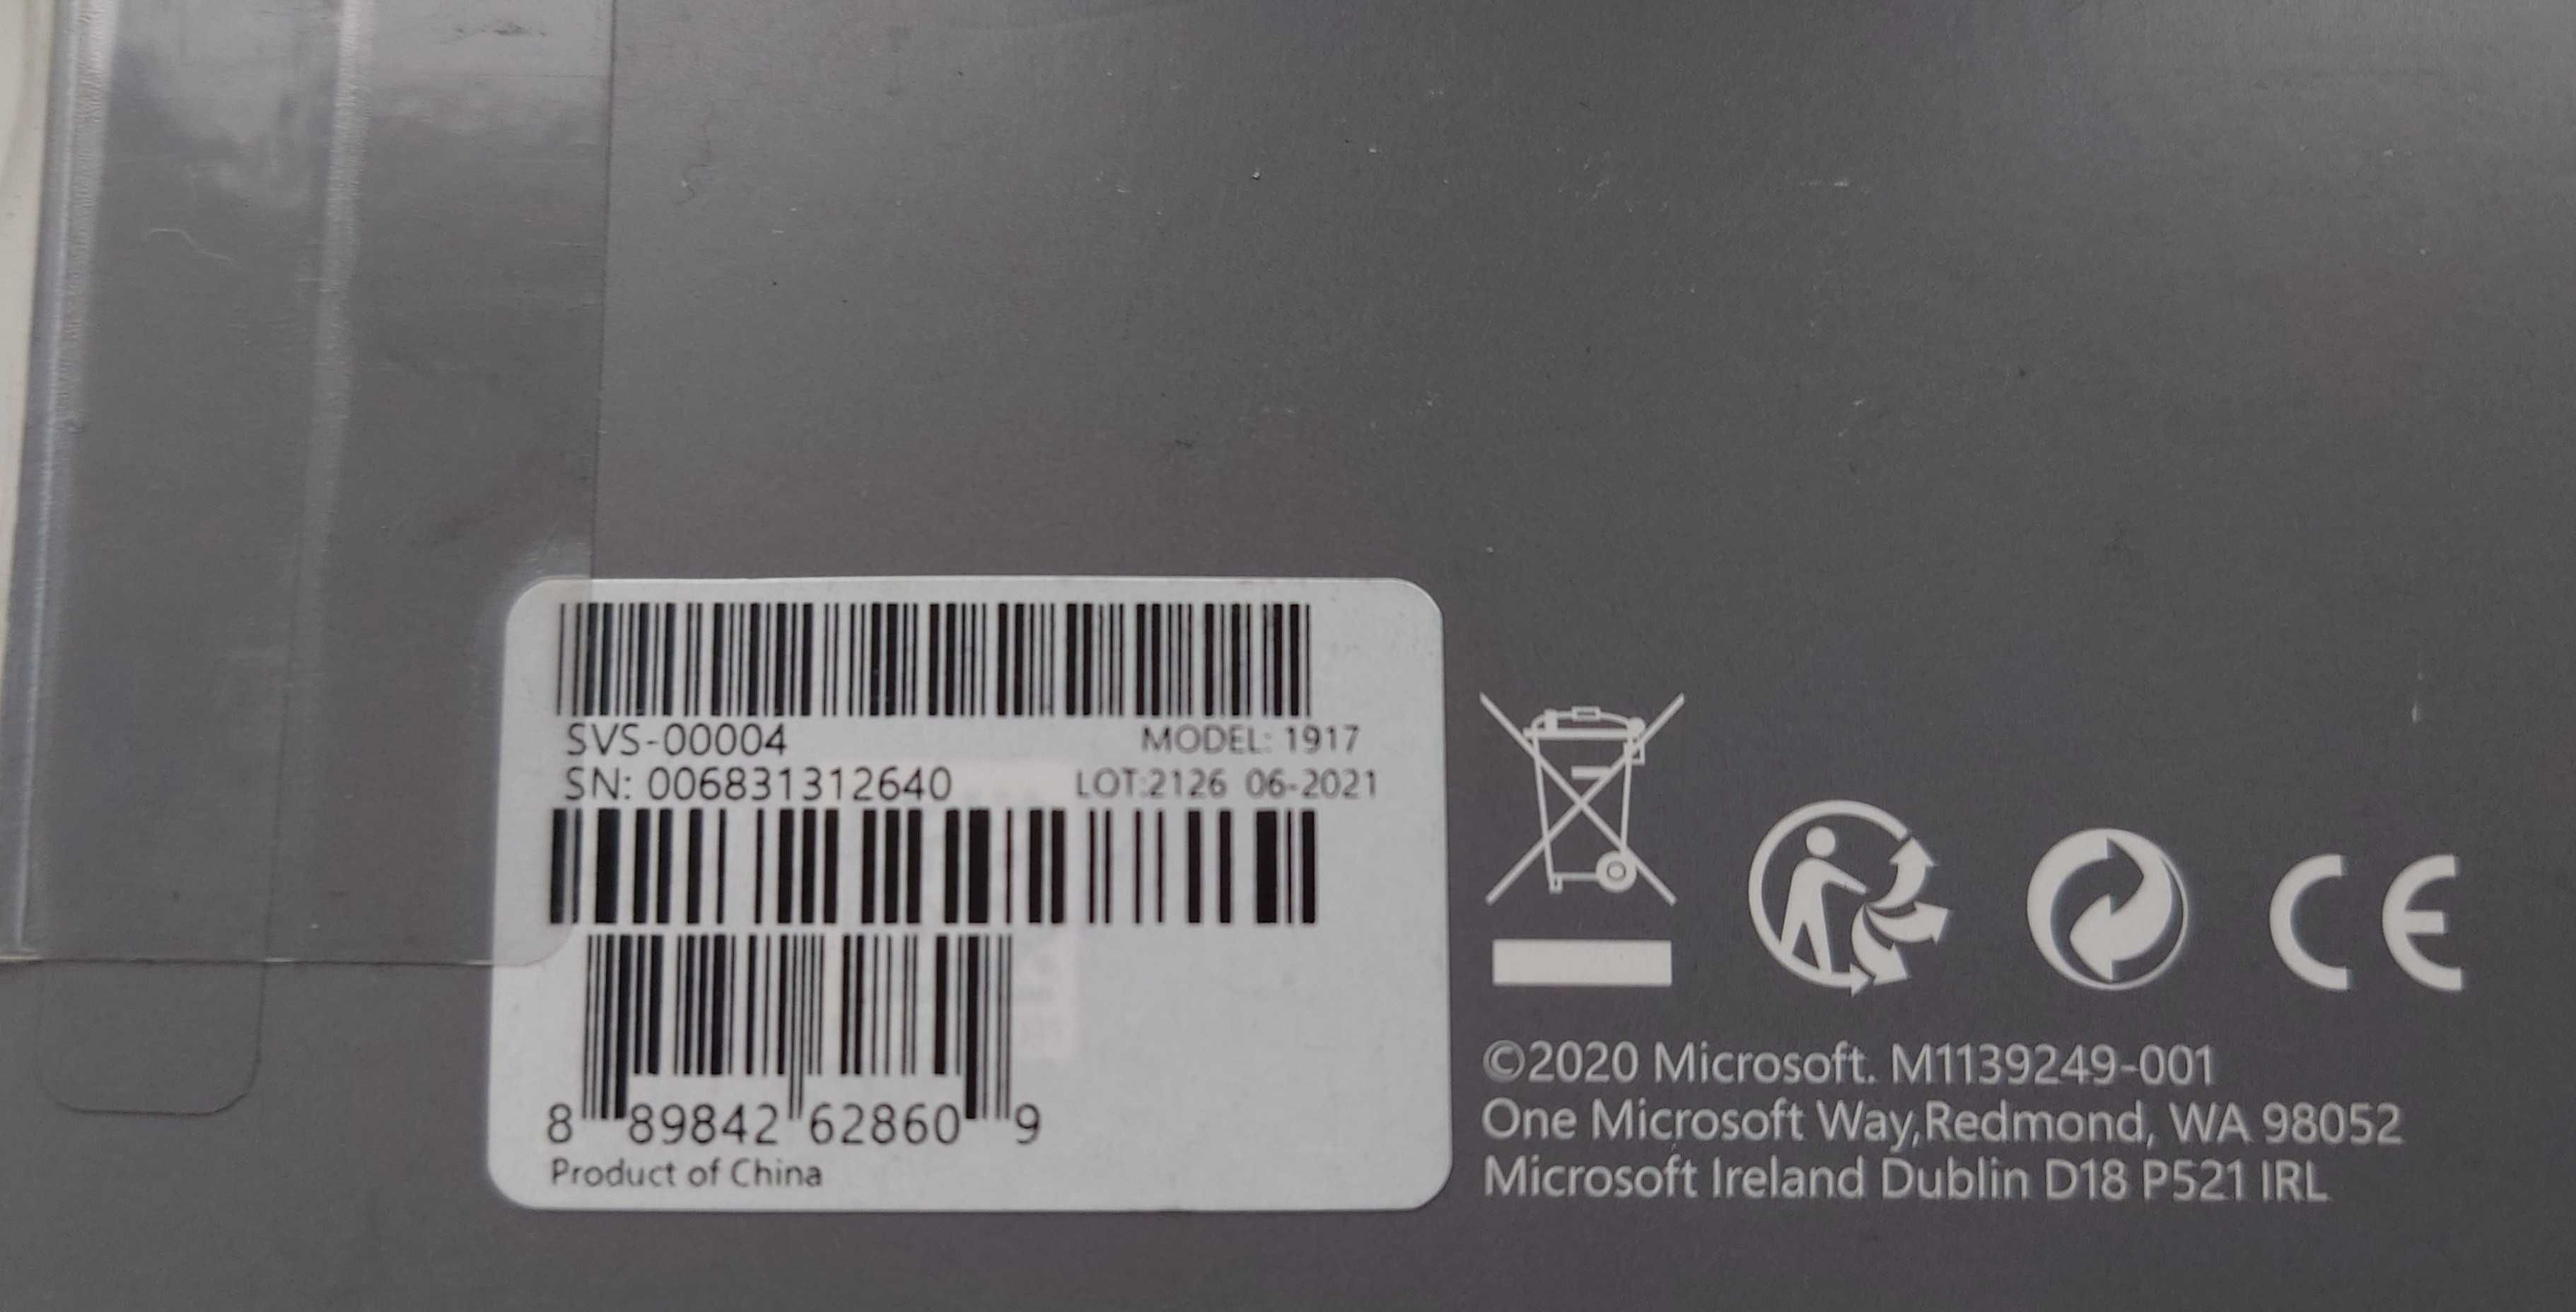 SVS-00004 MODEL: 1917
SN: 006831312640 LOT:2126 06-2021
8 89842 62860 9
Product of China
CE
©2020 Microsoft. M1139249-001
One Microsoft Way,Redmond, WA 98052
Microsoft Ireland Dublin D18 P521 IRL